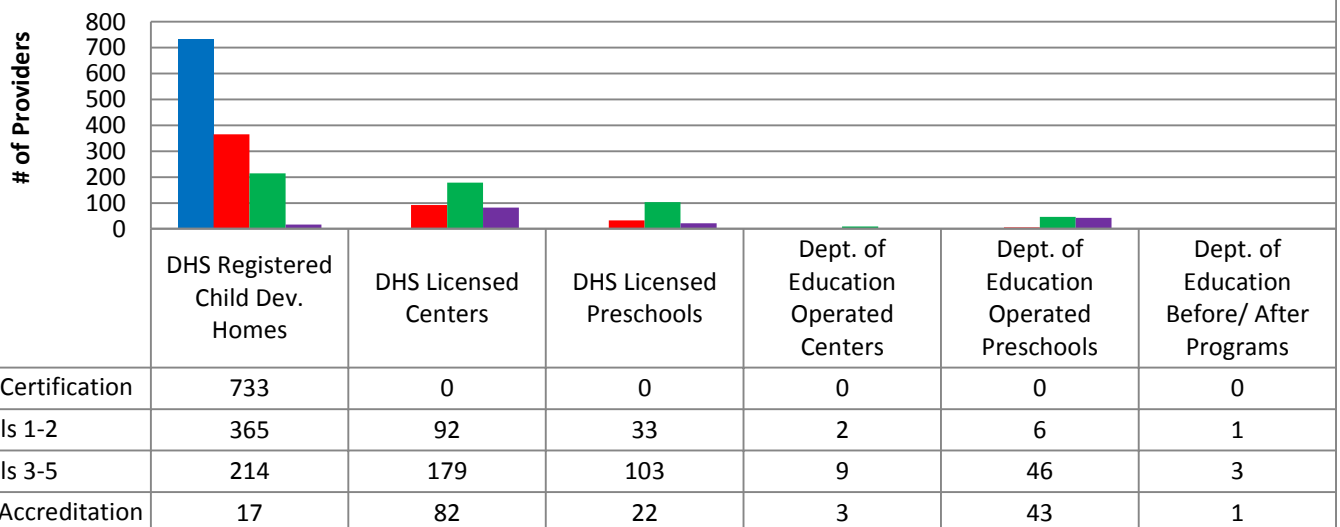 # of Providers
800
700
600
500
400
300
200
100
0
DHS Registered Child Dev. Homes
DHS Licensed Centers
DHS Licensed Preschools
Dept. of Education Operated Centers
Dept. of Education Operated Preschools
Dept. of Education Before/ After Programs
Certification 733 0 0 0 0 0
ls 1-2 365 92 33 2 6 1
ls 3-5 214 179 103 9 46 3
Accreditation 17 82 22 3 43 1